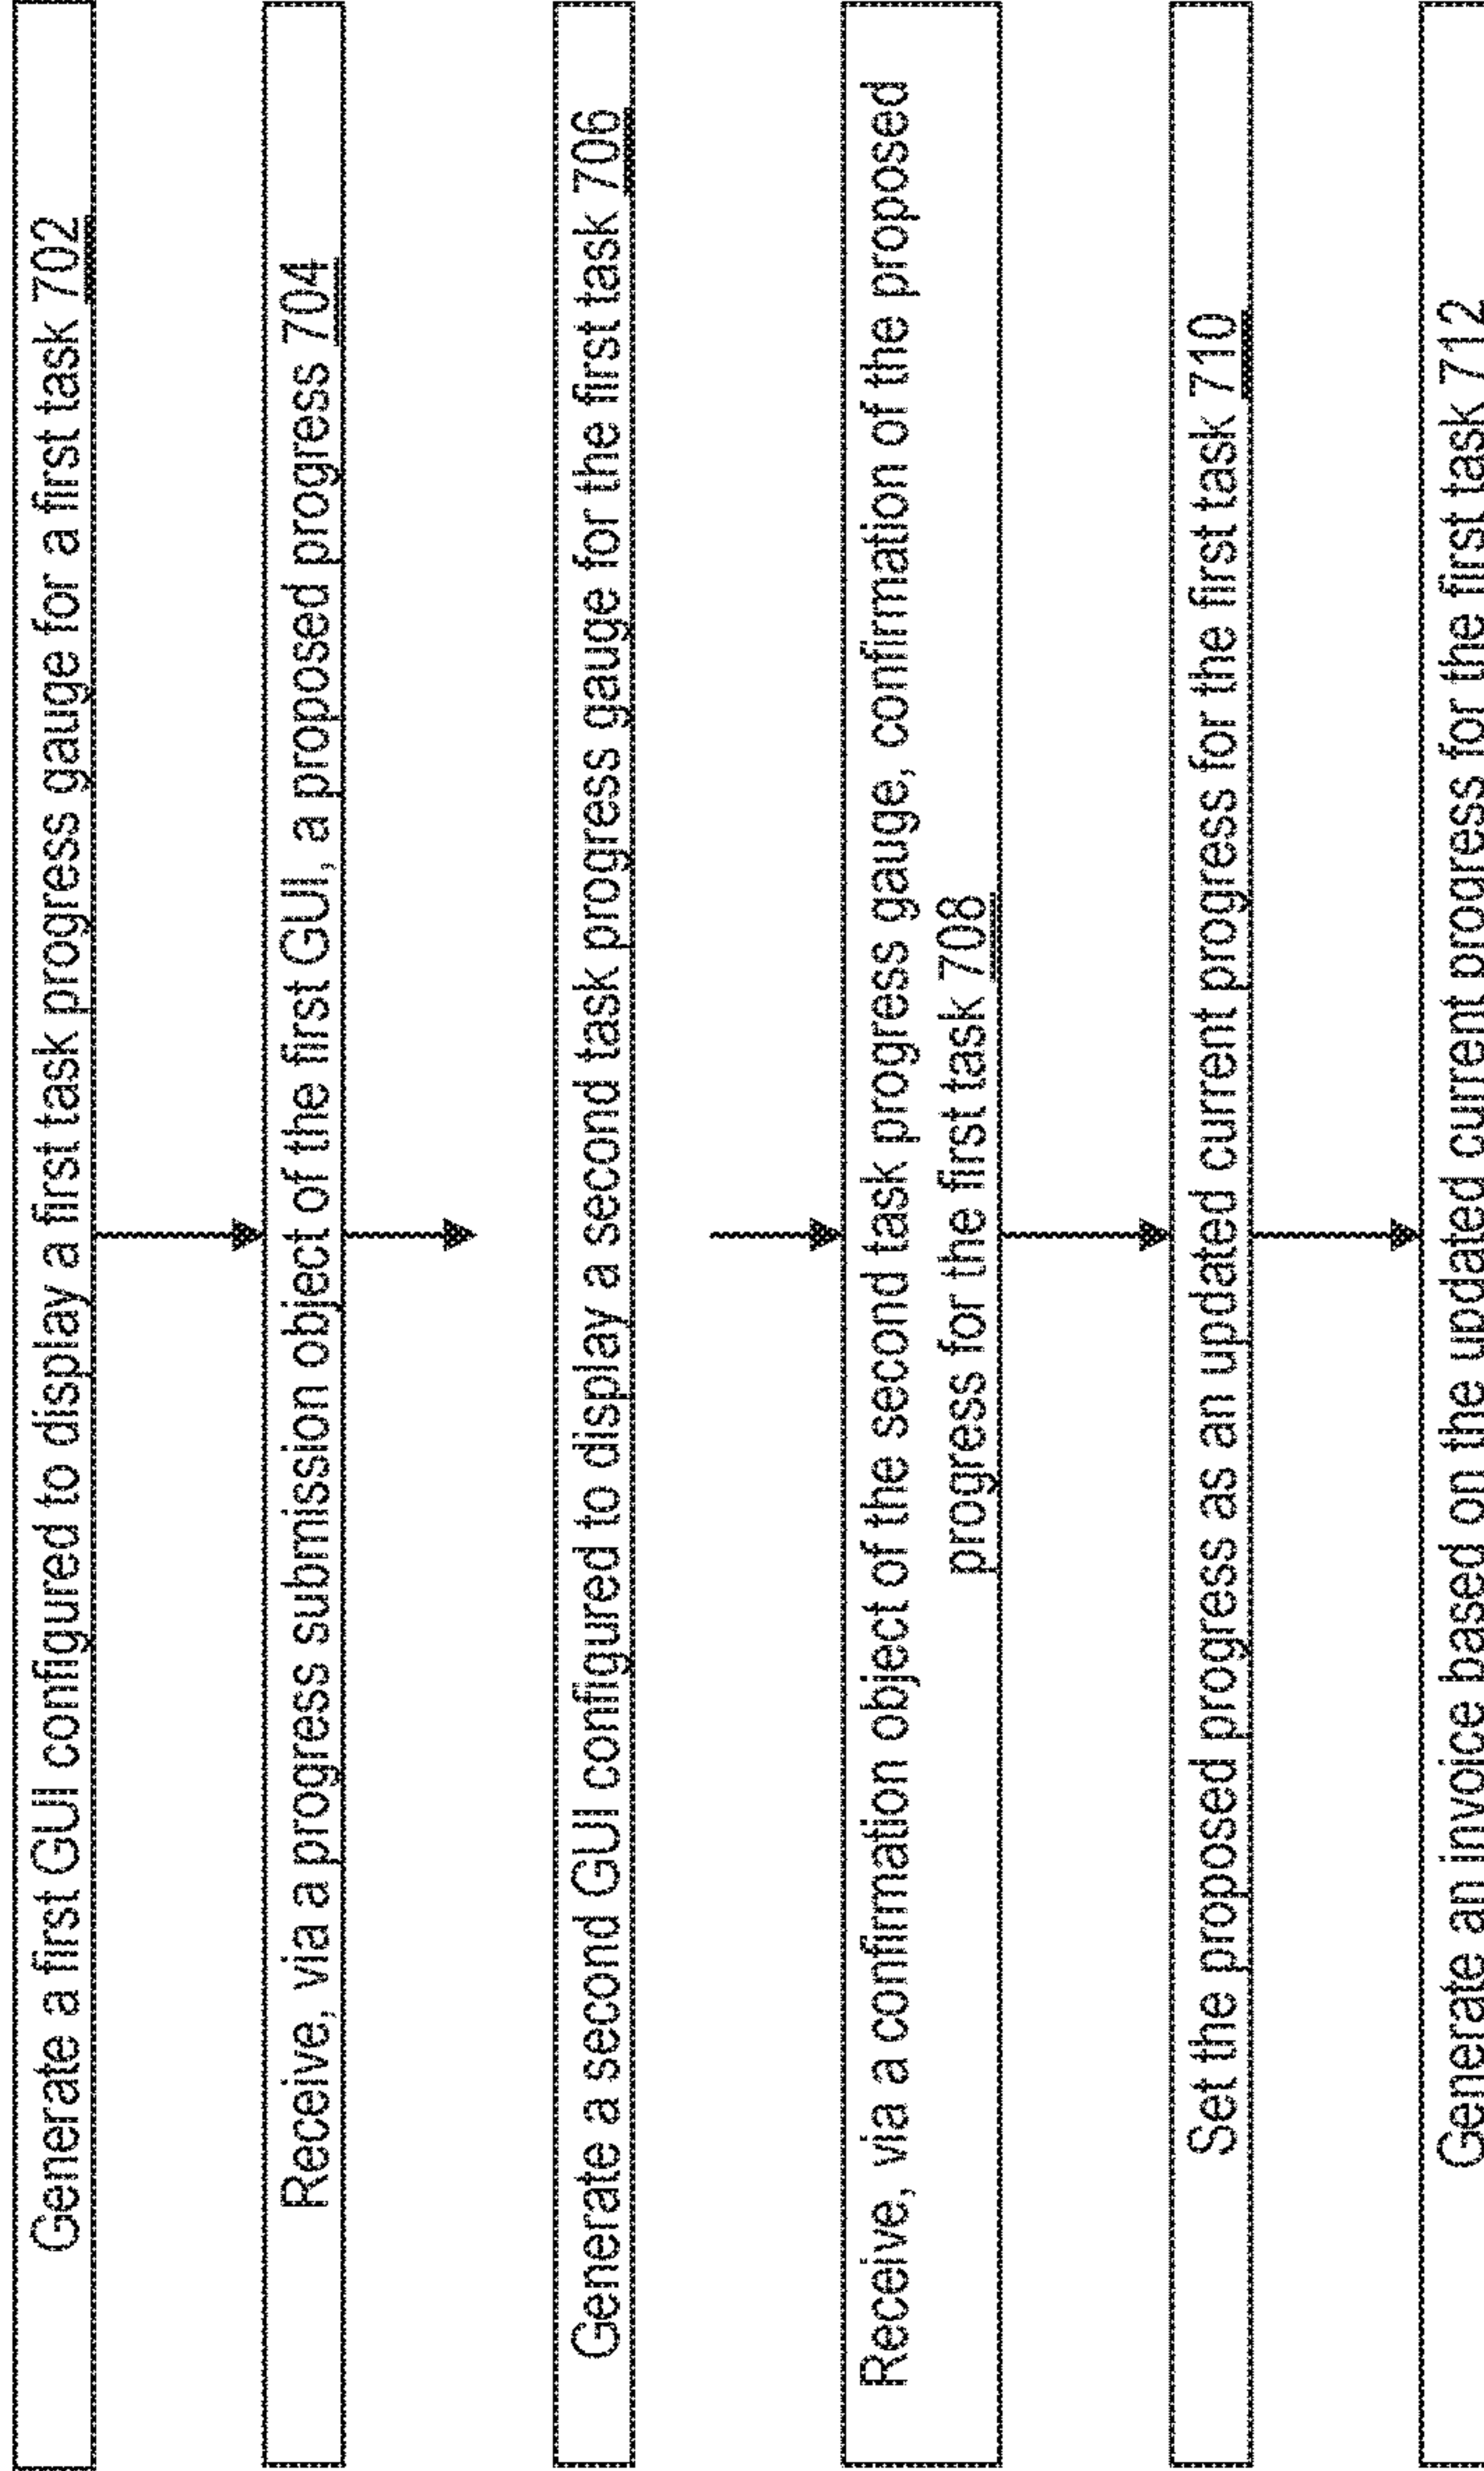 Generate a first GUI configured to display a first task progress gauge for a first task 702
Receive, via a progress submission object of the first GUI, a proposed progress 704
Generate a second GUI configured to display a second task progress gauge for the first task 706
Receive, via a confirmation object of the second task progress gauge, confirmation of the proposed
progress for the first task 708
Set the proposed progress as an updated current progress for the first task 710
Generate an invoice based on the updated current progress for the first task 712